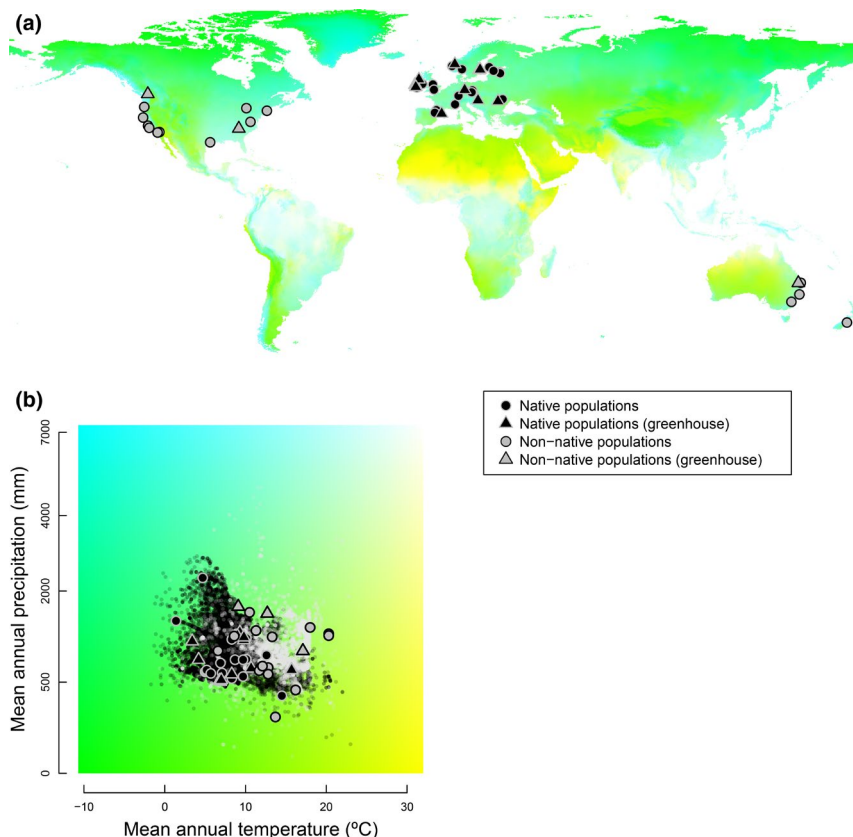 (a)
(b)
Native populations
Native populations (greenhouse)
Non−native populations
Non−native populations (greenhouse)
Mean annual precipitation (mm)
7000
4000
2000
500
0
−10
0
10
20
30
Mean annual temperature (ºC)